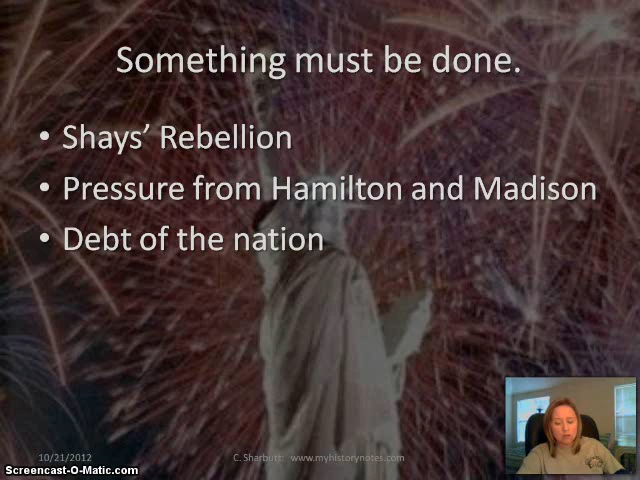 Something must be done.
• Shays' Rebellion
• Pressure from Hamilton and Madison
• Debt of the nation
10/21/2012
C. Sharbutt: www.myhistorynotes.com
Screencast-O-Matic.com